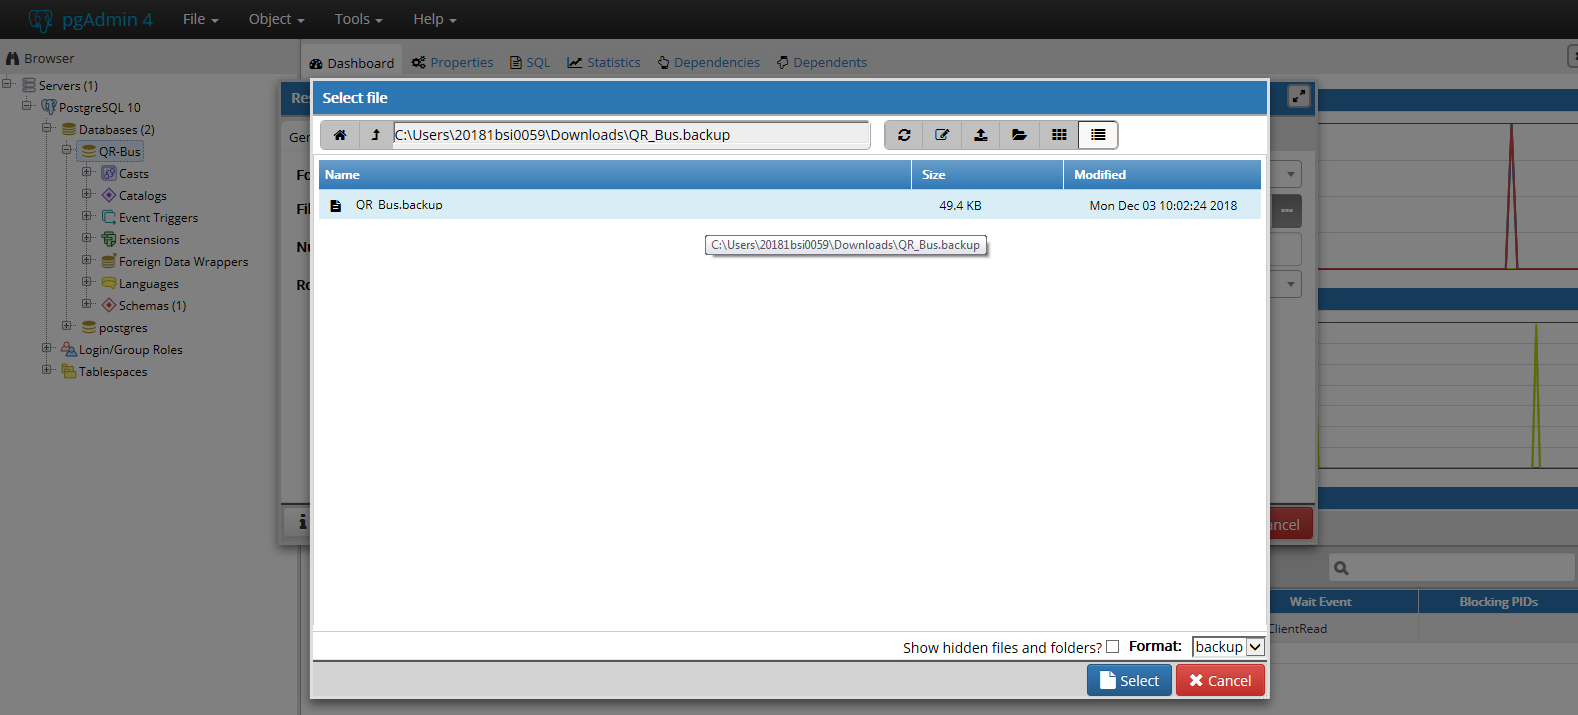 pgAdmin 4 File Object Tools Help
Browser
Dashboard Properties SQL Statistics Dependencies Dependents
Servers (1)
PostgreSQL 10
Databases (2)
QR-Bus
Casts
Catalogs
Event Triggers
Extensions
Foreign Data Wrappers
Languages
Schemas (1)
postgres
Login/Group Roles
Tablespaces
Re
Ge
Fo
Fil
Nu
Ro
Select file
C:\Users\20181bsi0059\Downloads\QR_Bus.backup
Name Size Modified
QR_Bus.backup 49.4 KB Mon Dec 03 10:02:24 2018
C:\Users\20181bsi0059\Downloads\QR_Bus.backup
Show hidden files and folders? Format: backup
Select Cancel
ancel
Wait Event Blocking PIDs
ClientRead